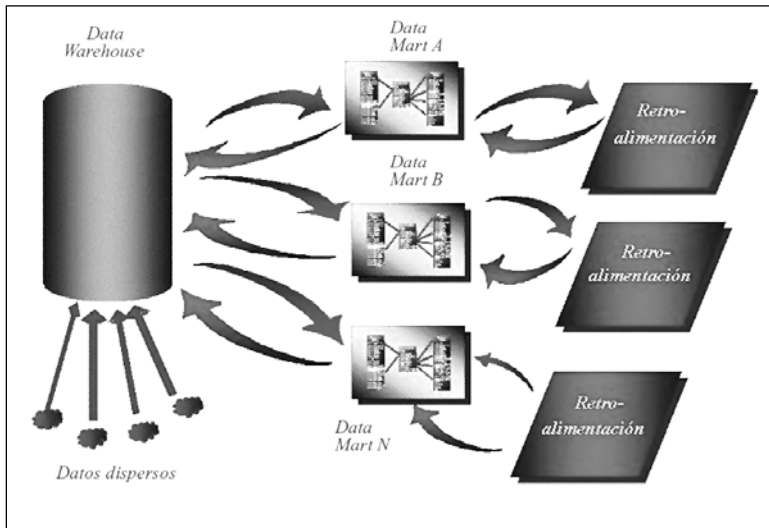 Data
Warehouse
Data
Mart A
Retro-
alimentación
Data
Mart B
Retro-
alimentación
Data
Mart N
Retro-
alimentación
Datos dispersos